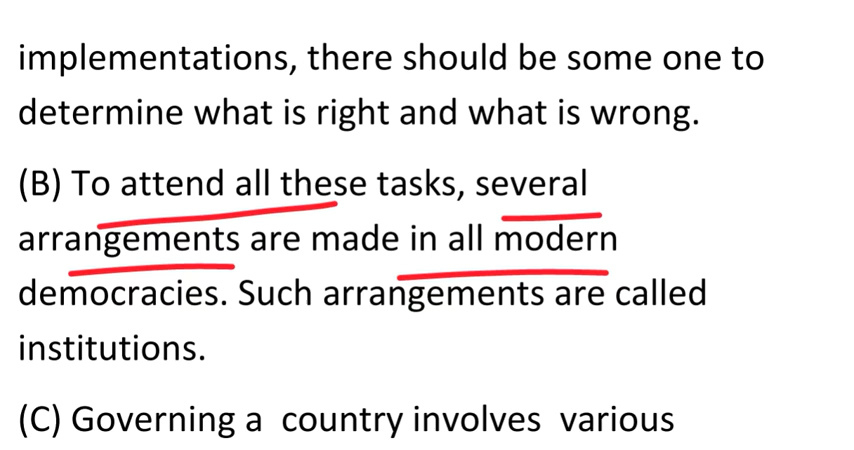 implementations, there should be some one to
determine what is right and what is wrong.
(B) To attend all these tasks, several
arrangements are made in all modern
democracies. Such arrangements are called
institutions.
(C) Governing a  country involves  various